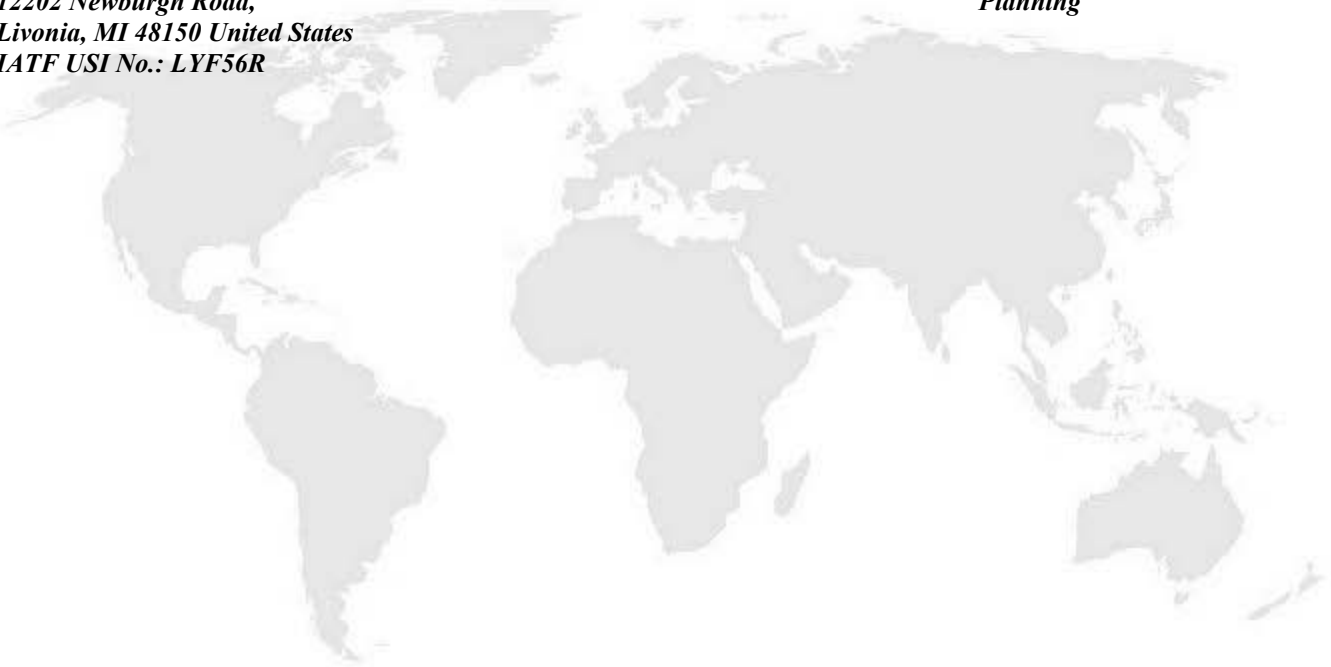 12202 Newburgh Road,
Planning
Livonia, MI 48150 United States
IATF USI No.: LYF56R